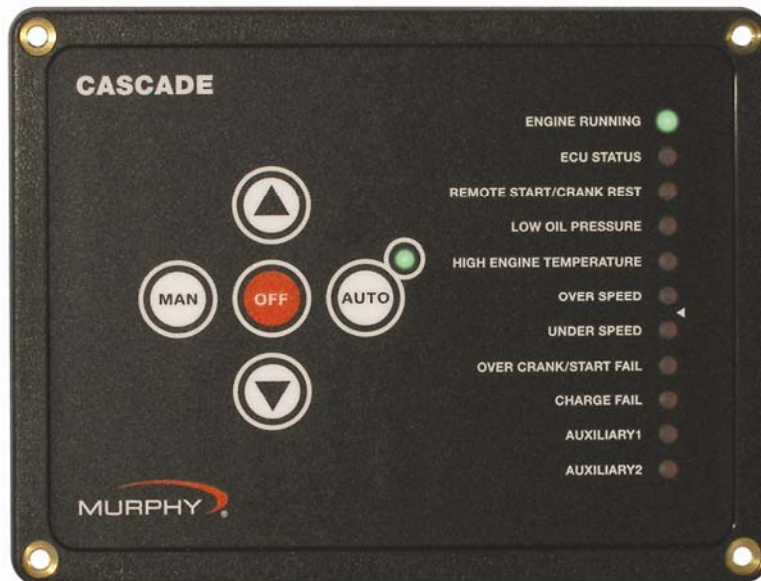 CASCADE
ENGINE RUNNING
ECU STATUS
REMOTE START/CRANK REST
LOW OIL PRESSURE
HIGH ENGINE TEMPERATURE
OVER SPEED
UNDER SPEED
OVER CRANK/START FAIL
CHARGE FAIL
AUXILIARY1
AUXILIARY2
MAN
OFF
AUTO
MURPHY®